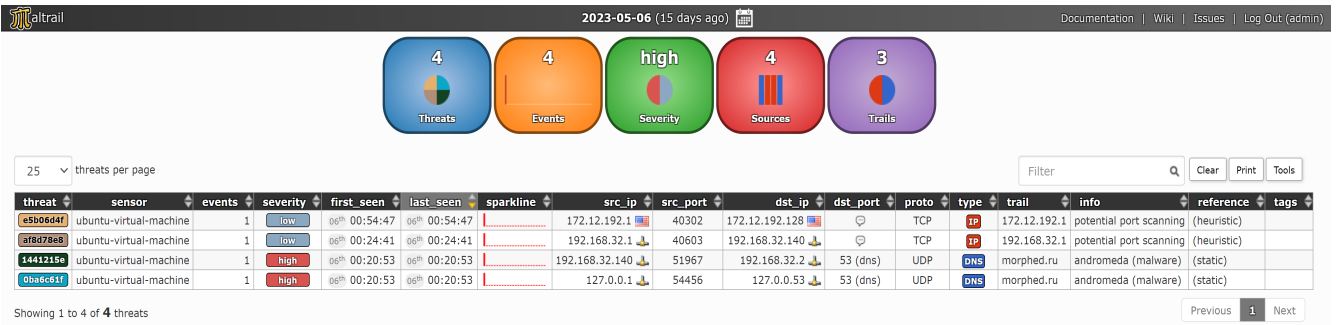 altrail 2023-05-06 (15 days ago) Documentation | Wiki | Issues | Log Out (admin)
4 4 high 4 3
Threats Events Severity Sources Trails
25 threats per page Filter Clear Print Tools
threat sensor events severity first_seen last_seen sparkline src_ip src_port dst_ip dst_port proto type trail info reference tags
e5b06d4f ubuntu-virtual-machine 1 low 06th 00:54:47 06th 00:54:47 172.12.192.1 40302 172.12.192.128 TCP IP 172.12.192.1 potential port scanning (heuristic)
af8d78e8 ubuntu-virtual-machine 1 low 06th 00:24:41 06th 00:24:41 192.168.32.1 40603 192.168.32.140 TCP IP 192.168.32.1 potential port scanning (heuristic)
1441215e ubuntu-virtual-machine 1 high 06th 00:20:53 06th 00:20:53 192.168.32.140 51967 192.168.32.2 53 (dns) UDP DNS morphed.ru andromeda (malware) (static)
0ba6c61f ubuntu-virtual-machine 1 high 06th 00:20:53 06th 00:20:53 127.0.0.1 54456 127.0.0.53 53 (dns) UDP DNS morphed.ru andromeda (malware) (static)
Showing 1 to 4 of 4 threats Previous 1 Next